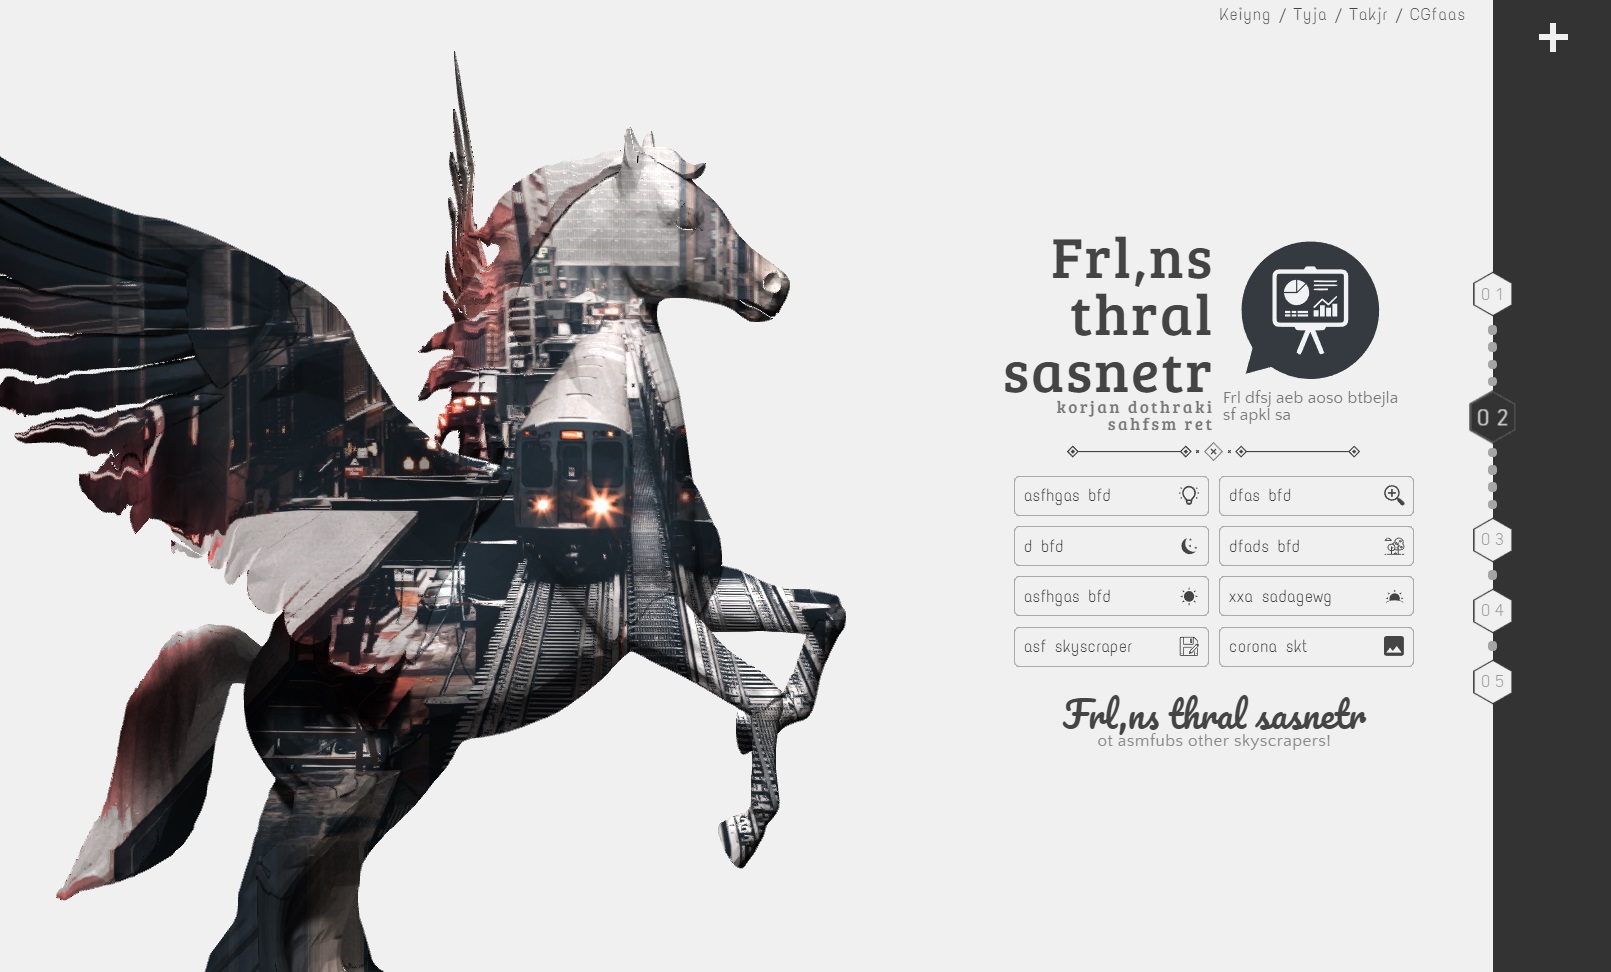 Keiyng / Tyja / Takjr / CGfaas
Frl,ns
thral
sasnetr
korjan dothraki
sahfsm ret
Frl dfsj aeb aoso btbejla
sf apkl sa
asfhgas bfd
dfas bfd
d bfd
dfads bfd
asfhgas bfd
xxa sadagewg
asf skyscraper
corona skt
Frl,ns thral sasnetr
ot asmfubs other skyscrapers!
01
02
03
04
05